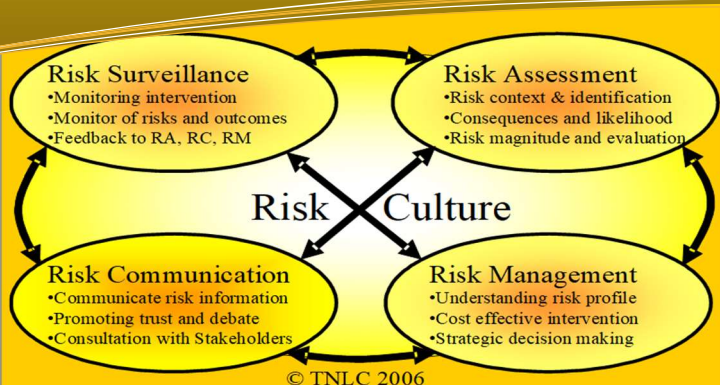 Risk Surveillance
•Monitoring intervention
•Monitor of risks and outcomes
•Feedback to RA, RC, RM
Risk Assessment
•Risk context & identification
•Consequences and likelihood
•Risk magnitude and evaluation
Risk Culture
Risk Communication
•Communicate risk information
•Promoting trust and debate
•Consultation with Stakeholders
Risk Management
•Understanding risk profile
•Cost effective intervention
•Strategic decision making
© TNLC 2006